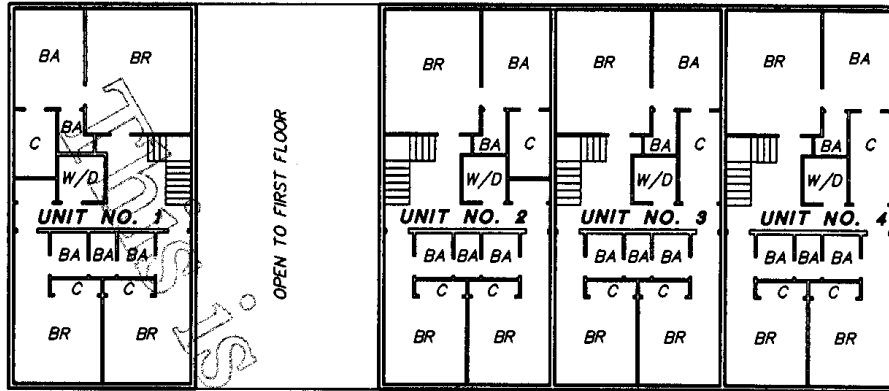 BA BR
C BA
W/D
UNIT NO. 1
BA BA BA
C C
BR BR
OPEN TO FIRST FLOOR
BR BA
C
BA
W/D
UNIT NO. 2
BA BA BA
C C
BR BR
BR BA
C
BA
W/D
UNIT NO. 3
BA BA BA
C C
BR BR
BR BA
C
BA
W/D
UNIT NO. 4
BA BA BA
C C
BR BR
This is